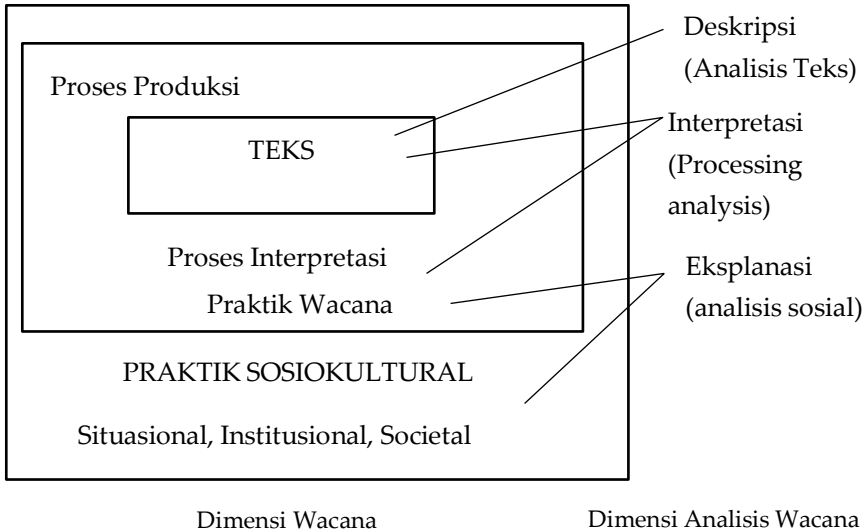 Deskripsi
(Analisis Teks)
Proses Produksi
TEKS
Interpretasi
(Processing
analysis)
Proses Interpretasi
Praktik Wacana
Eksplanasi
(analisis sosial)
PRAKTIK SOSIOKULTURAL
Situasional, Institusional, Societal
Dimensi Wacana
Dimensi Analisis Wacana